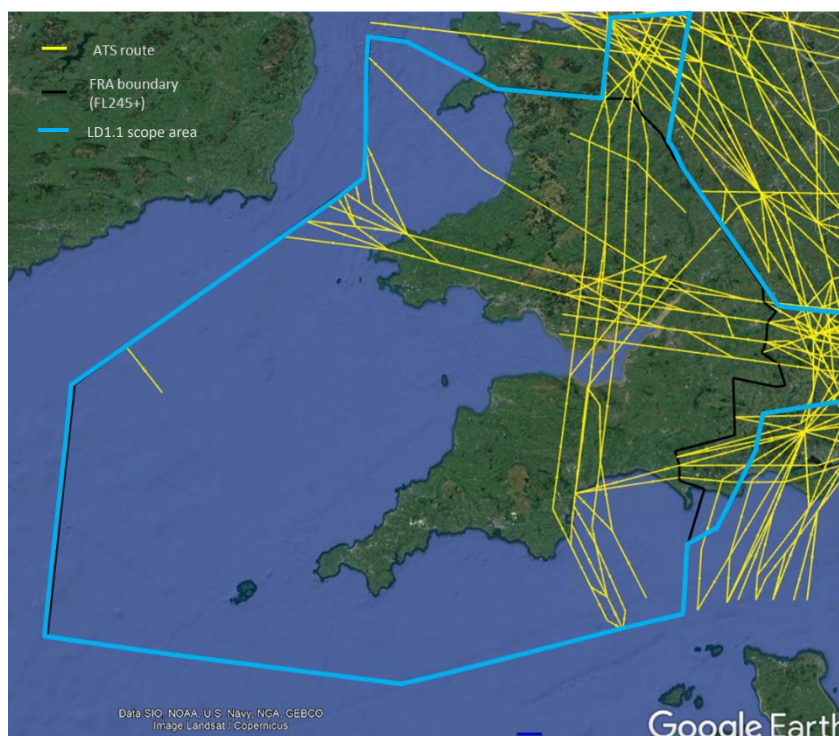 ATS route
FRA boundary
(FL245+)
LD1.1 scope area
Data SIO, NOAA, U.S. Navy, NGA, GEBCO
Image Landsat / Copernicus
Google Earth